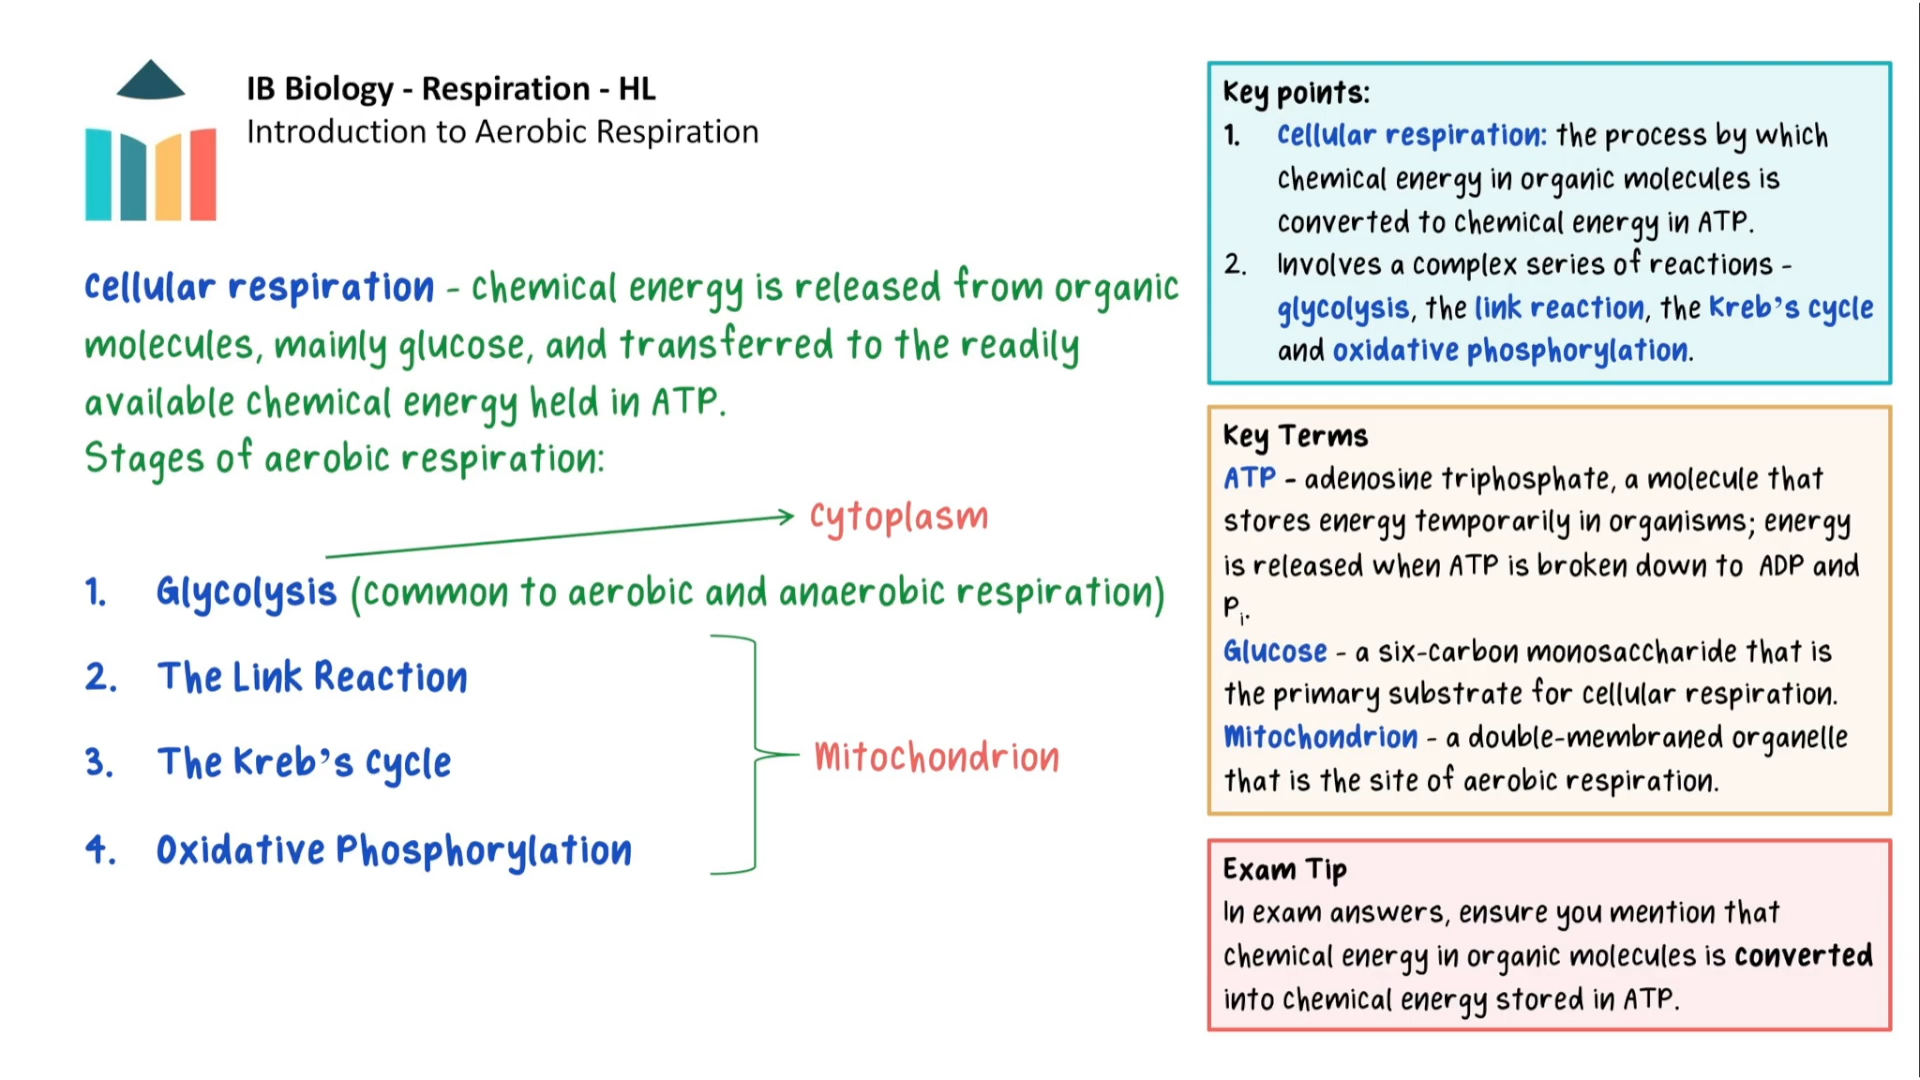 IB Biology - Respiration - HL
Introduction to Aerobic Respiration
Cellular respiration - chemical energy is released from organic
molecules, mainly glucose, and transferred to the readily
available chemical energy held in ATP.
Stages of aerobic respiration:
Cytoplasm
1. Glycolysis (common to aerobic and anaerobic respiration)
2. The Link Reaction
3. The Kreb's Cycle
Mitochondrion
4. Oxidative Phosphorylation
Key points:
1. Cellular respiration: the process by which
chemical energy in organic molecules is
converted to chemical energy in ATP.
2. Involves a complex series of reactions -
glycolysis, the link reaction, the Kreb's cycle
and oxidative phosphorylation.
Key Terms
ATP - adenosine triphosphate, a molecule that
stores energy temporarily in organisms; energy
is released when ATP is broken down to ADP and
Pi.
Glucose - a six-carbon monosaccharide that is
the primary substrate for cellular respiration.
Mitochondrion - a double-membraned organelle
that is the site of aerobic respiration.
Exam Tip
In exam answers, ensure you mention that
chemical energy in organic molecules is converted
into chemical energy stored in ATP.